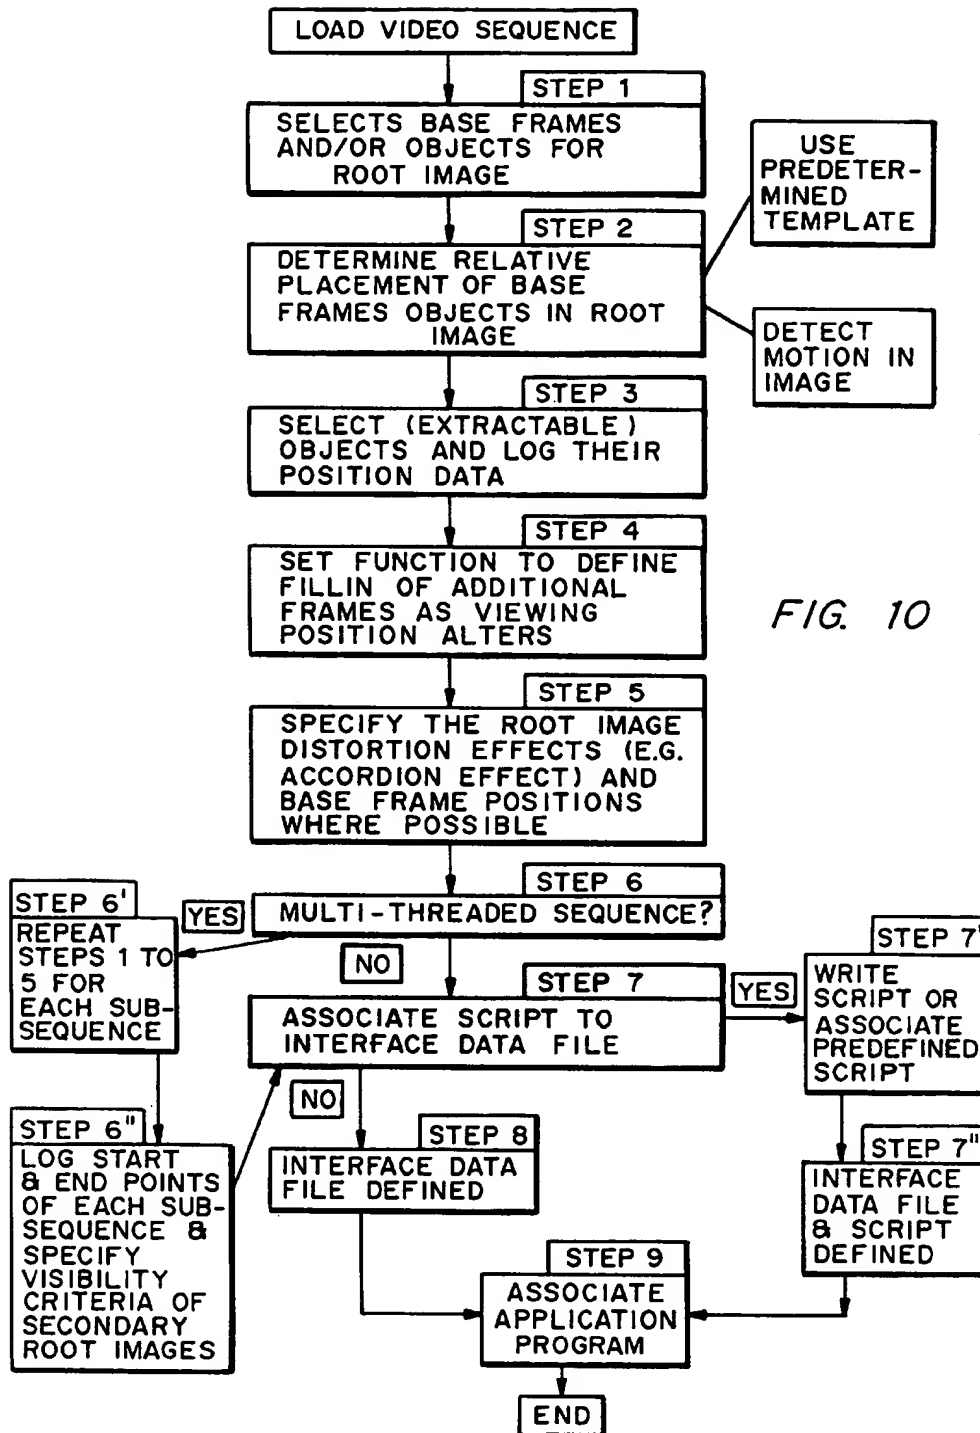 LOAD VIDEO SEQUENCE
STEP 1
SELECTS BASE FRAMES
AND/OR OBJECTS FOR
ROOT IMAGE
USE
PREDETER-
MINED
TEMPLATE
STEP 2
DETERMINE RELATIVE
PLACEMENT OF BASE
FRAMES OBJECTS IN ROOT
IMAGE
DETECT
MOTION IN
IMAGE
STEP 3
SELECT (EXTRACTABLE)
OBJECTS AND LOG THEIR
POSITION DATA
STEP 4
SET FUNCTION TO DEFINE
FILLIN OF ADDITIONAL
FRAMES AS VIEWING
POSITION ALTERS
FIG. 10
STEP 5
SPECIFY THE ROOT IMAGE
DISTORTION EFFECTS (E.G.
ACCORDION EFFECT) AND
BASE FRAME POSITIONS
WHERE POSSIBLE
STEP 6
MULTI-THREADED SEQUENCE?
YES
NO
STEP 6'
REPEAT
STEPS 1 TO
5 FOR
EACH SUB-
SEQUENCE
STEP 7
ASSOCIATE SCRIPT TO
INTERFACE DATA FILE
YES
NO
STEP 7'
WRITE
SCRIPT OR
ASSOCIATE
PREDEFINED
SCRIPT
STEP 6"
LOG START
& END POINTS
OF EACH SUB-
SEQUENCE &
SPECIFY
VISIBILITY
CRITERIA OF
SECONDARY
ROOT IMAGES
STEP 8
INTERFACE DATA
FILE DEFINED
STEP 7"
INTERFACE
DATA FILE
& SCRIPT
DEFINED
STEP 9
ASSOCIATE
APPLICATION
PROGRAM
END